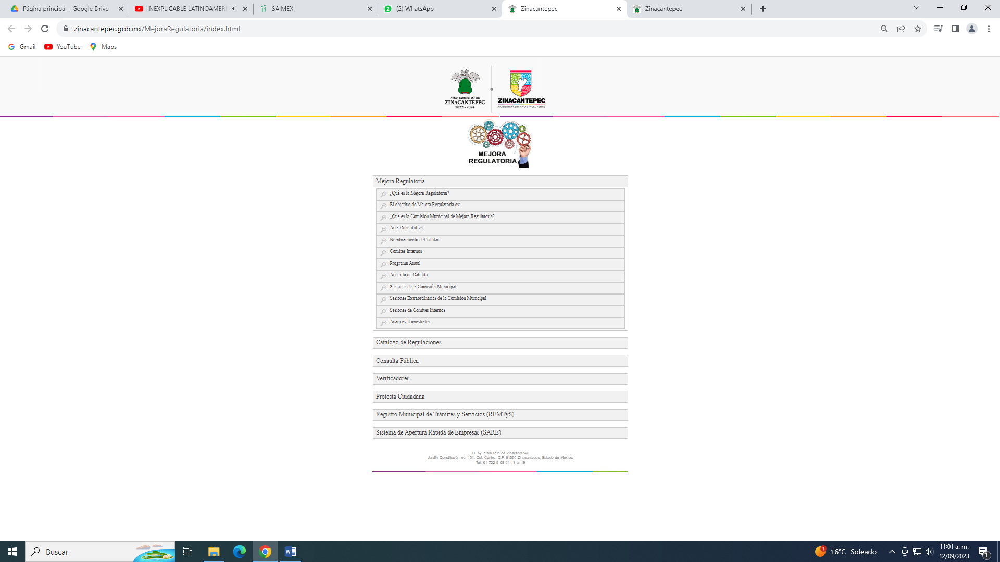 Página principal - Google Drive
INEXPLICABLE LATINOAMÉRI
SAIMEX
(2) WhatsApp
Zinacantepec
Zinacantepec
zinacantepec.gob.mx/MejoraRegulatoria/index.html
Gmail
YouTube
Maps
AYUNTAMIENTO DE
ZINACANTEPEC
2022 - 2024
ZINACANTEPEC
GOBIERNO CERCANO E INCLUYENTE
MEJORA
REGULATORIA
Mejora Regulatoria
¿Qué es la Mejora Regulatoria?
El objetivo de Mejora Regulatoria es:
¿Qué es la Comisión Municipal de Mejora Regulatoria?
Acta Constitutiva
Nombramiento del Titular
Comites Internos
Programa Anual
Acuerdo de Cabildo
Sesiones de la Comisión Municipal
Sesiones Extraordinarias de la Comisión Municipal
Sesiones de Comites Internos
Avances Trimestrales
Catálogo de Regulaciones
Consulta Pública
Verificadores
Protesta Ciudadana
Registro Municipal de Trámites y Servicios (REMTyS)
Sistema de Apertura Rápida de Empresas (SARE)
H. Ayuntamiento de Zinacantepec
Jardín Constitución no. 101, Col. Centro, C.P. 51350 Zinacantepec, Estado de México.
Tel. 01 722 5 08 04 13 al 19
Buscar
1
16°C Soleado
11:01 a. m.
12/09/2023
1